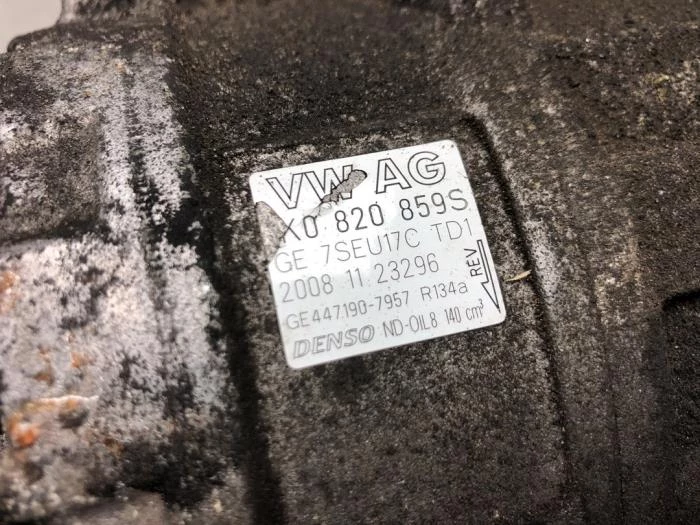 VW AG
X0 820 859S
GE 7SEU17C TD1
2008 11 23296
GE447190-7957 R134a
DENSO ND-OIL8 140 cm³
REV